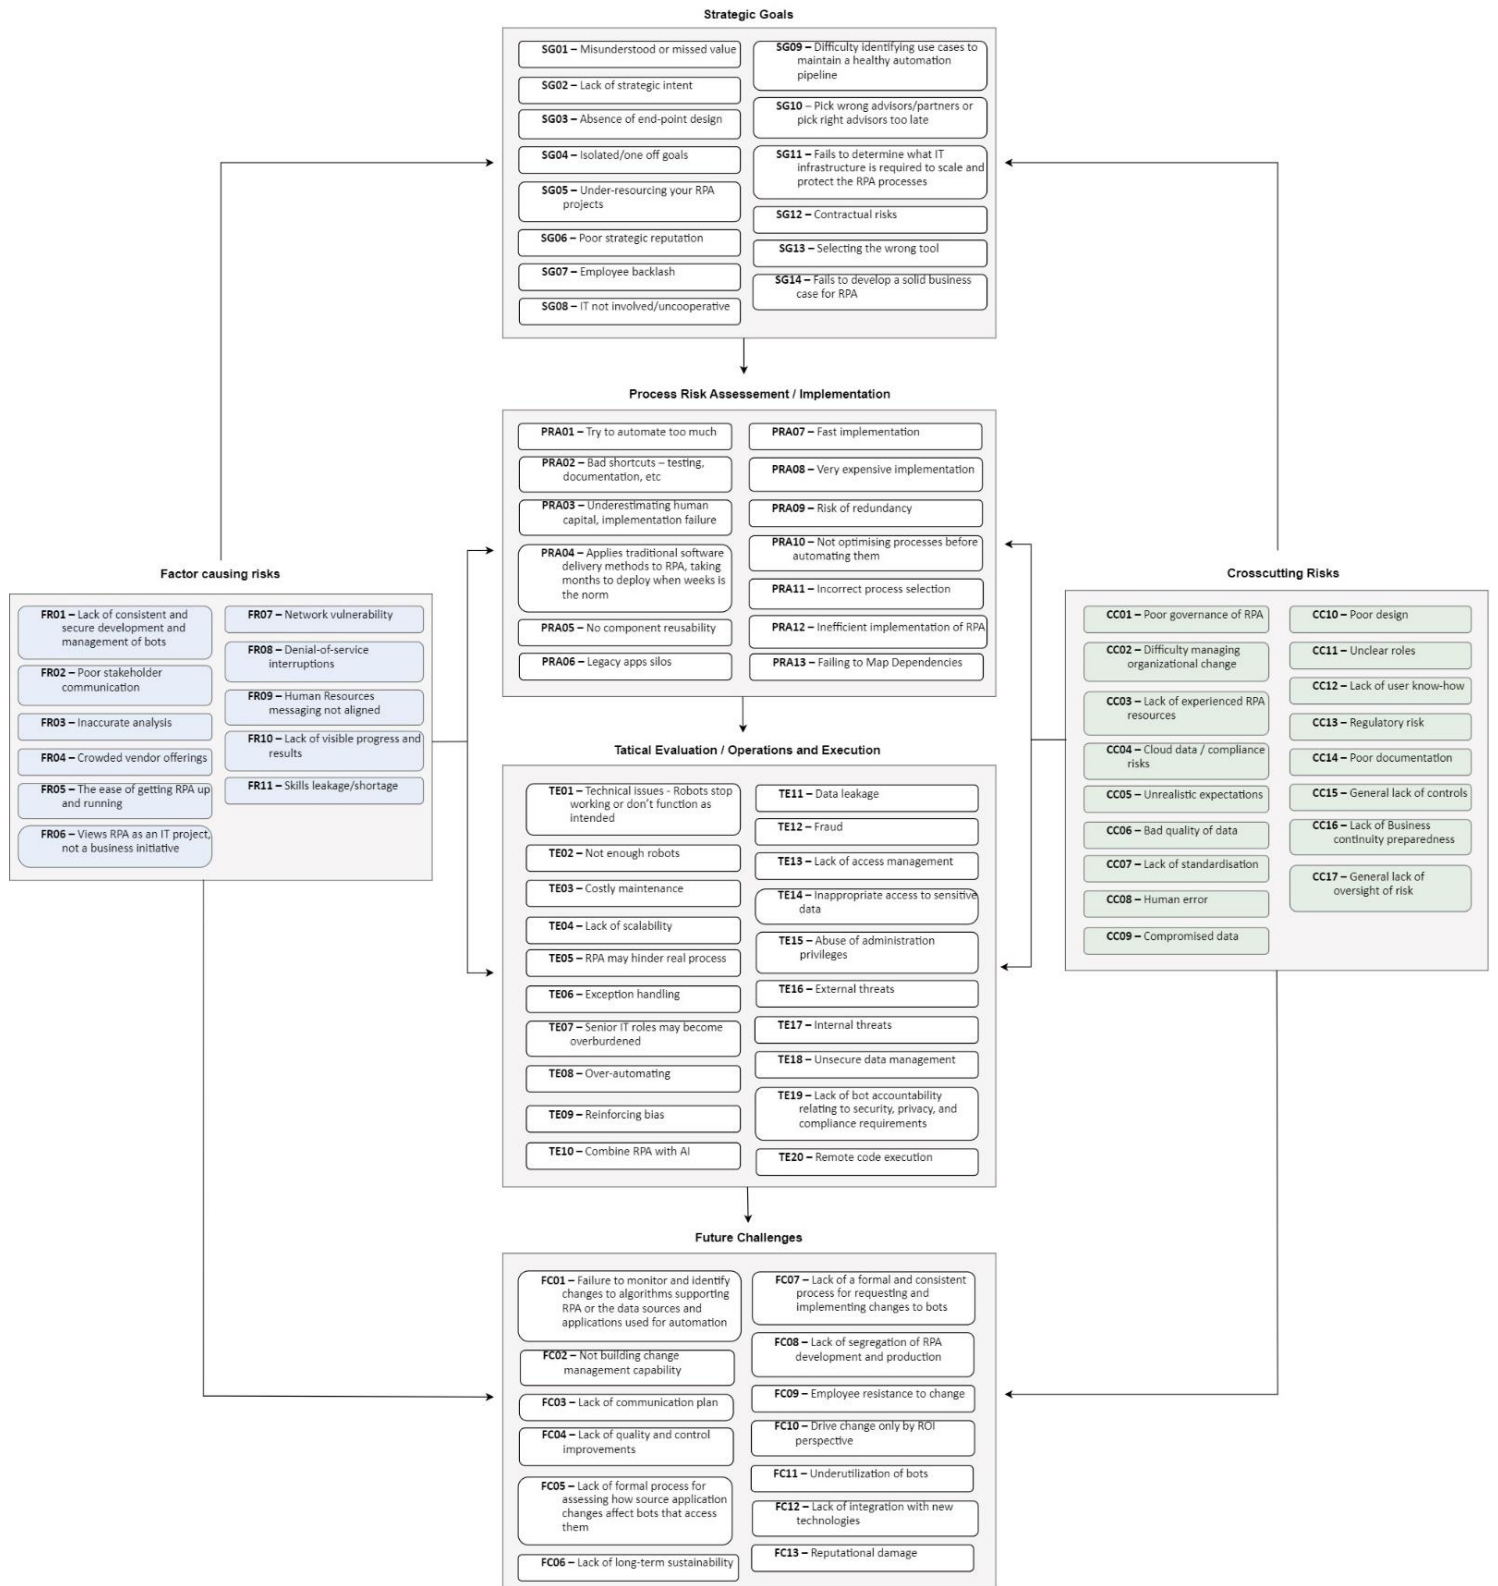 Strategic Goals
SG01 – Misunderstood or missed value
SG02 – Lack of strategic intent
SG03 – Absence of end-point design
SG04 – Isolated/one off goals
SG05 – Under-resourcing your RPA
projects
SG06 – Poor strategic reputation
SG07 – Employee backlash
SG08 – IT not involved/uncooperative
SG09 – Difficulty identifying use cases to
maintain a healthy automation
pipeline
SG10 – Pick wrong advisors/partners or
pick right advisors too late
SG11 – Fails to determine what IT
infrastructure is required to scale and
protect the RPA processes
SG12 – Contractual risks
SG13 – Selecting the wrong tool
SG14 – Fails to develop a solid business
case for RPA
Process Risk Assessement / Implementation
PRA01 – Try to automate too much
PRA02 – Bad shortcuts – testing,
documentation, etc
PRA03 – Underestimating human
capital, implementation failure
PRA04 – Applies traditional software
delivery methods to RPA, taking
months to deploy when weeks is
the norm
PRA05 – No component reusability
PRA06 – Legacy apps silos
PRA07 – Fast implementation
PRA08 – Very expensive implementation
PRA09 – Risk of redundancy
PRA10 – Not optimising processes before
automating them
PRA11 – Incorrect process selection
PRA12 – Inefficient implementation of RPA
PRA13 – Failing to Map Dependencies
Factor causing risks
FR01 – Lack of consistent and
secure development and
management of bots
FR02 – Poor stakeholder
communication
FR03 – Inaccurate analysis
FR04 – Crowded vendor offerings
FR05 – The ease of getting RPA up
and running
FR06 – Views RPA as an IT project,
not a business initiative
FR07 – Network vulnerability
FR08 – Denial-of-service
interruptions
FR09 – Human Resources
messaging not aligned
FR10 – Lack of visible progress and
results
FR11 – Skills leakage/shortage
Crosscutting Risks
CC01 – Poor governance of RPA
CC02 – Difficulty managing
organizational change
CC03 – Lack of experienced RPA
resources
CC04 – Cloud data / compliance
risks
CC05 – Unrealistic expectations
CC06 – Bad quality of data
CC07 – Lack of standardisation
CC08 – Human error
CC09 – Compromised data
CC10 – Poor design
CC11 – Unclear roles
CC12 – Lack of user know-how
CC13 – Regulatory risk
CC14 – Poor documentation
CC15 – General lack of controls
CC16 – Lack of Business
continuity preparedness
CC17 – General lack of
oversight of risk
Tatical Evaluation / Operations and Execution
TE01 – Technical issues - Robots stop
working or don’t function as
intended
TE02 – Not enough robots
TE03 – Costly maintenance
TE04 – Lack of scalability
TE05 – RPA may hinder real process
TE06 – Exception handling
TE07 – Senior IT roles may become
overburdened
TE08 – Over-automating
TE09 – Reinforcing bias
TE10 – Combine RPA with AI
TE11 – Data leakage
TE12 – Fraud
TE13 – Lack of access management
TE14 – Inappropriate access to sensitive
data
TE15 – Abuse of administration
privileges
TE16 – External threats
TE17 – Internal threats
TE18 – Unsecure data management
TE19 – Lack of bot accountability
relating to security, privacy, and
compliance requirements
TE20 – Remote code execution
Future Challenges
FC01 – Failure to monitor and identify
changes to algorithms supporting
RPA or the data sources and
applications used for automation
FC02 – Not building change
management capability
FC03 – Lack of communication plan
FC04 – Lack of quality and control
improvements
FC05 – Lack of formal process for
assessing how source application
changes affect bots that access
them
FC06 – Lack of long-term sustainability
FC07 – Lack of a formal and consistent
process for requesting and
implementing changes to bots
FC08 – Lack of segregation of RPA
development and production
FC09 – Employee resistance to change
FC10 – Drive change only by ROI
perspective
FC11 – Underutilization of bots
FC12 – Lack of integration with new
technologies
FC13 – Reputational damage